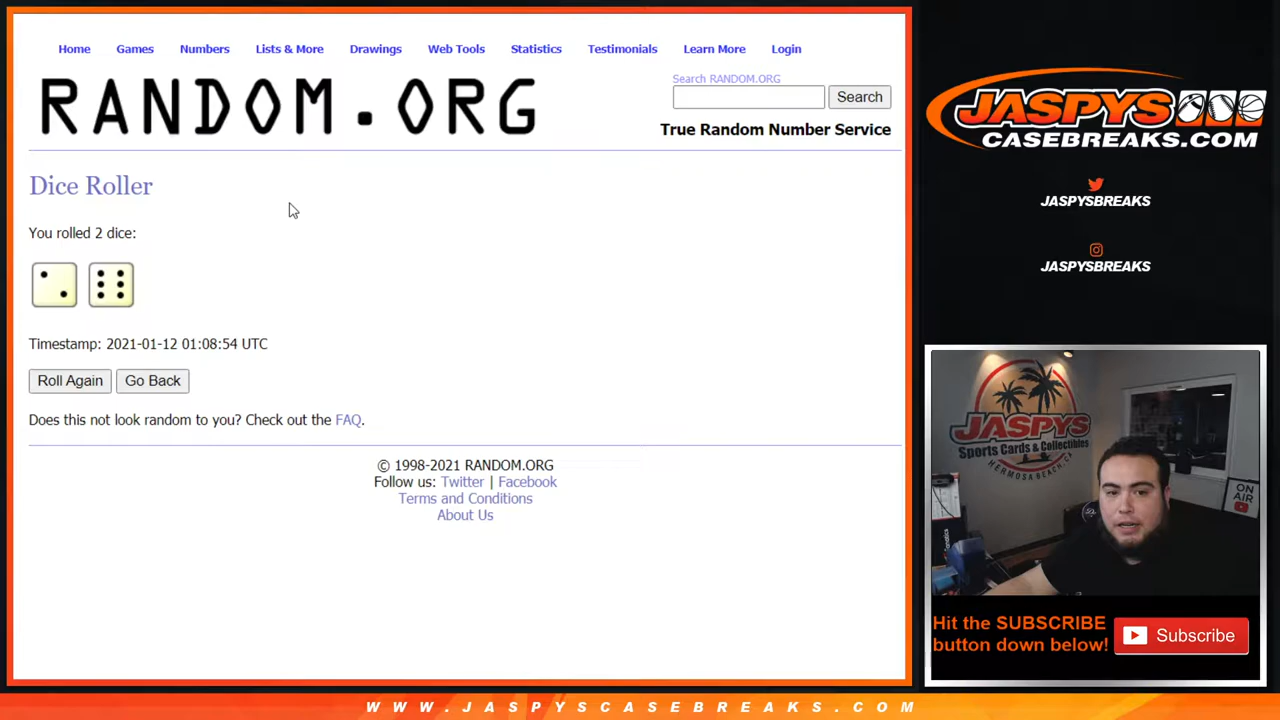 Home Games Numbers Lists & More Drawings Web Tools Statistics Testimonials Learn More Login
RANDOM.ORG
Search RANDOM.ORG
Search
True Random Number Service
Dice Roller
You rolled 2 dice:
Timestamp: 2021-01-12 01:08:54 UTC
Roll Again Go Back
Does this not look random to you? Check out the FAQ.
© 1998-2021 RANDOM.ORG
Follow us: Twitter | Facebook
Terms and Conditions
About Us
JASPYS
CASEBREAKS.COM
JASPYSBREAKS
JASPYSBREAKS
JASPYS
Sports Cards & Collectibles
HERMOSA BEACH, CA
ON
AIR
Hit the SUBSCRIBE
button down below!
Subscribe
WWW.JASPYSCASEBREAKS.COM